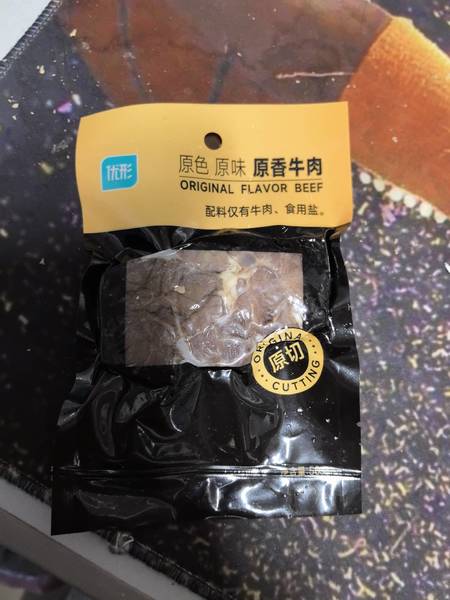 优形
原色 原味 原香牛肉
ORIGINAL FLAVOR BEEF
配料仅有牛肉、食用盐。
ORIGINA
原切
CUTTING